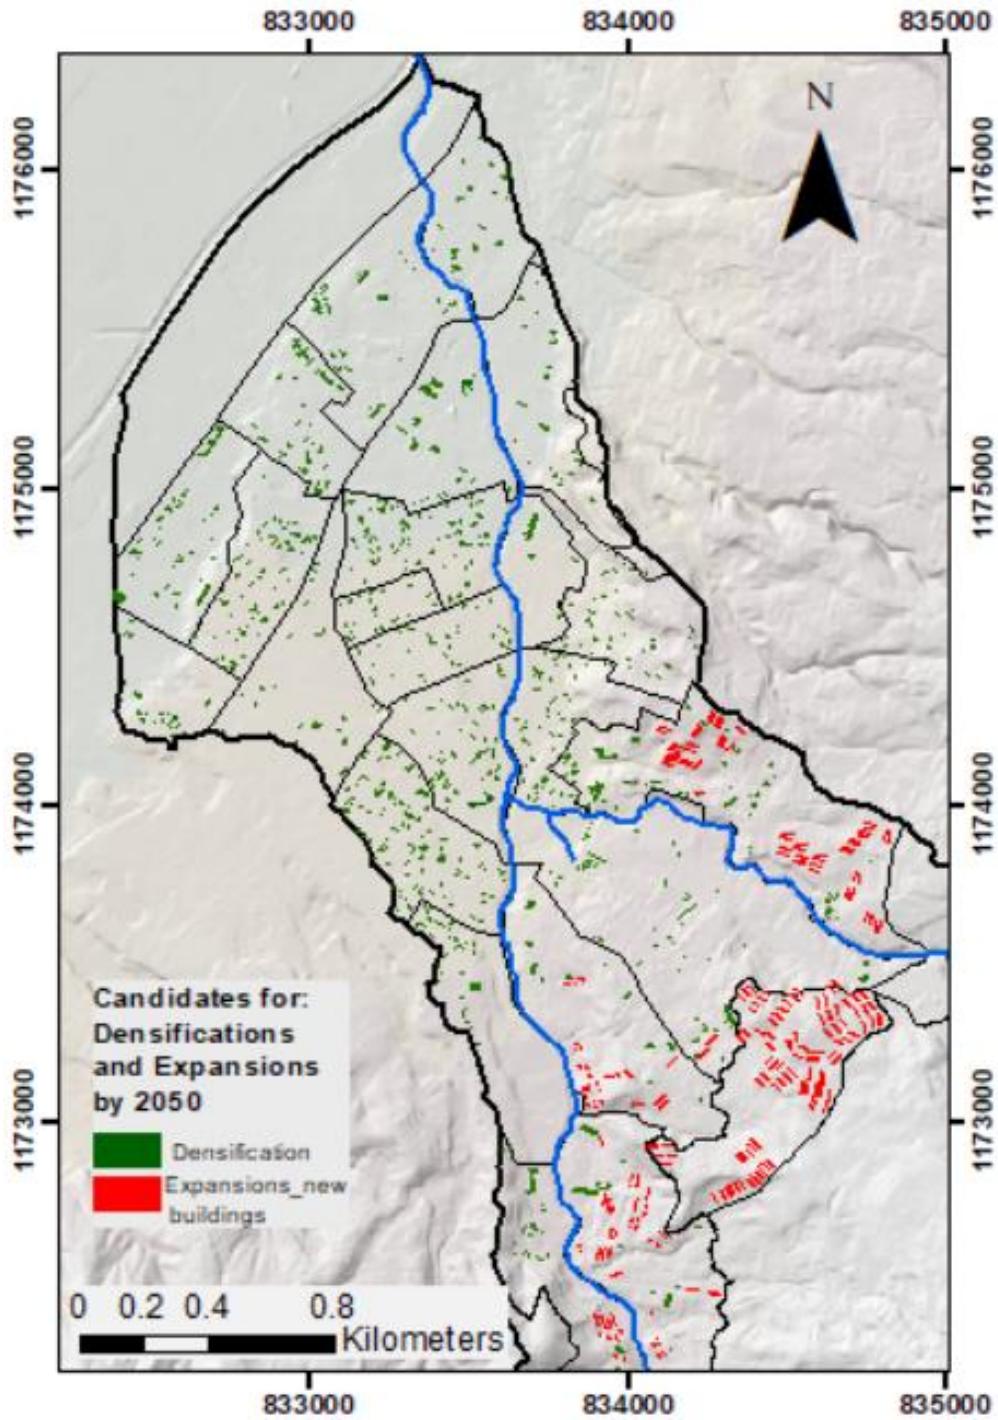 833000 834000 835000
N
1176000 1176000
1175000 1175000
1174000 1174000
1173000 1173000
Candidates for:
Densifications
and Expansions
by 2050
Densification
Expansions_new
buildings
0 0.2 0.4 0.8
Kilometers
833000 834000 835000